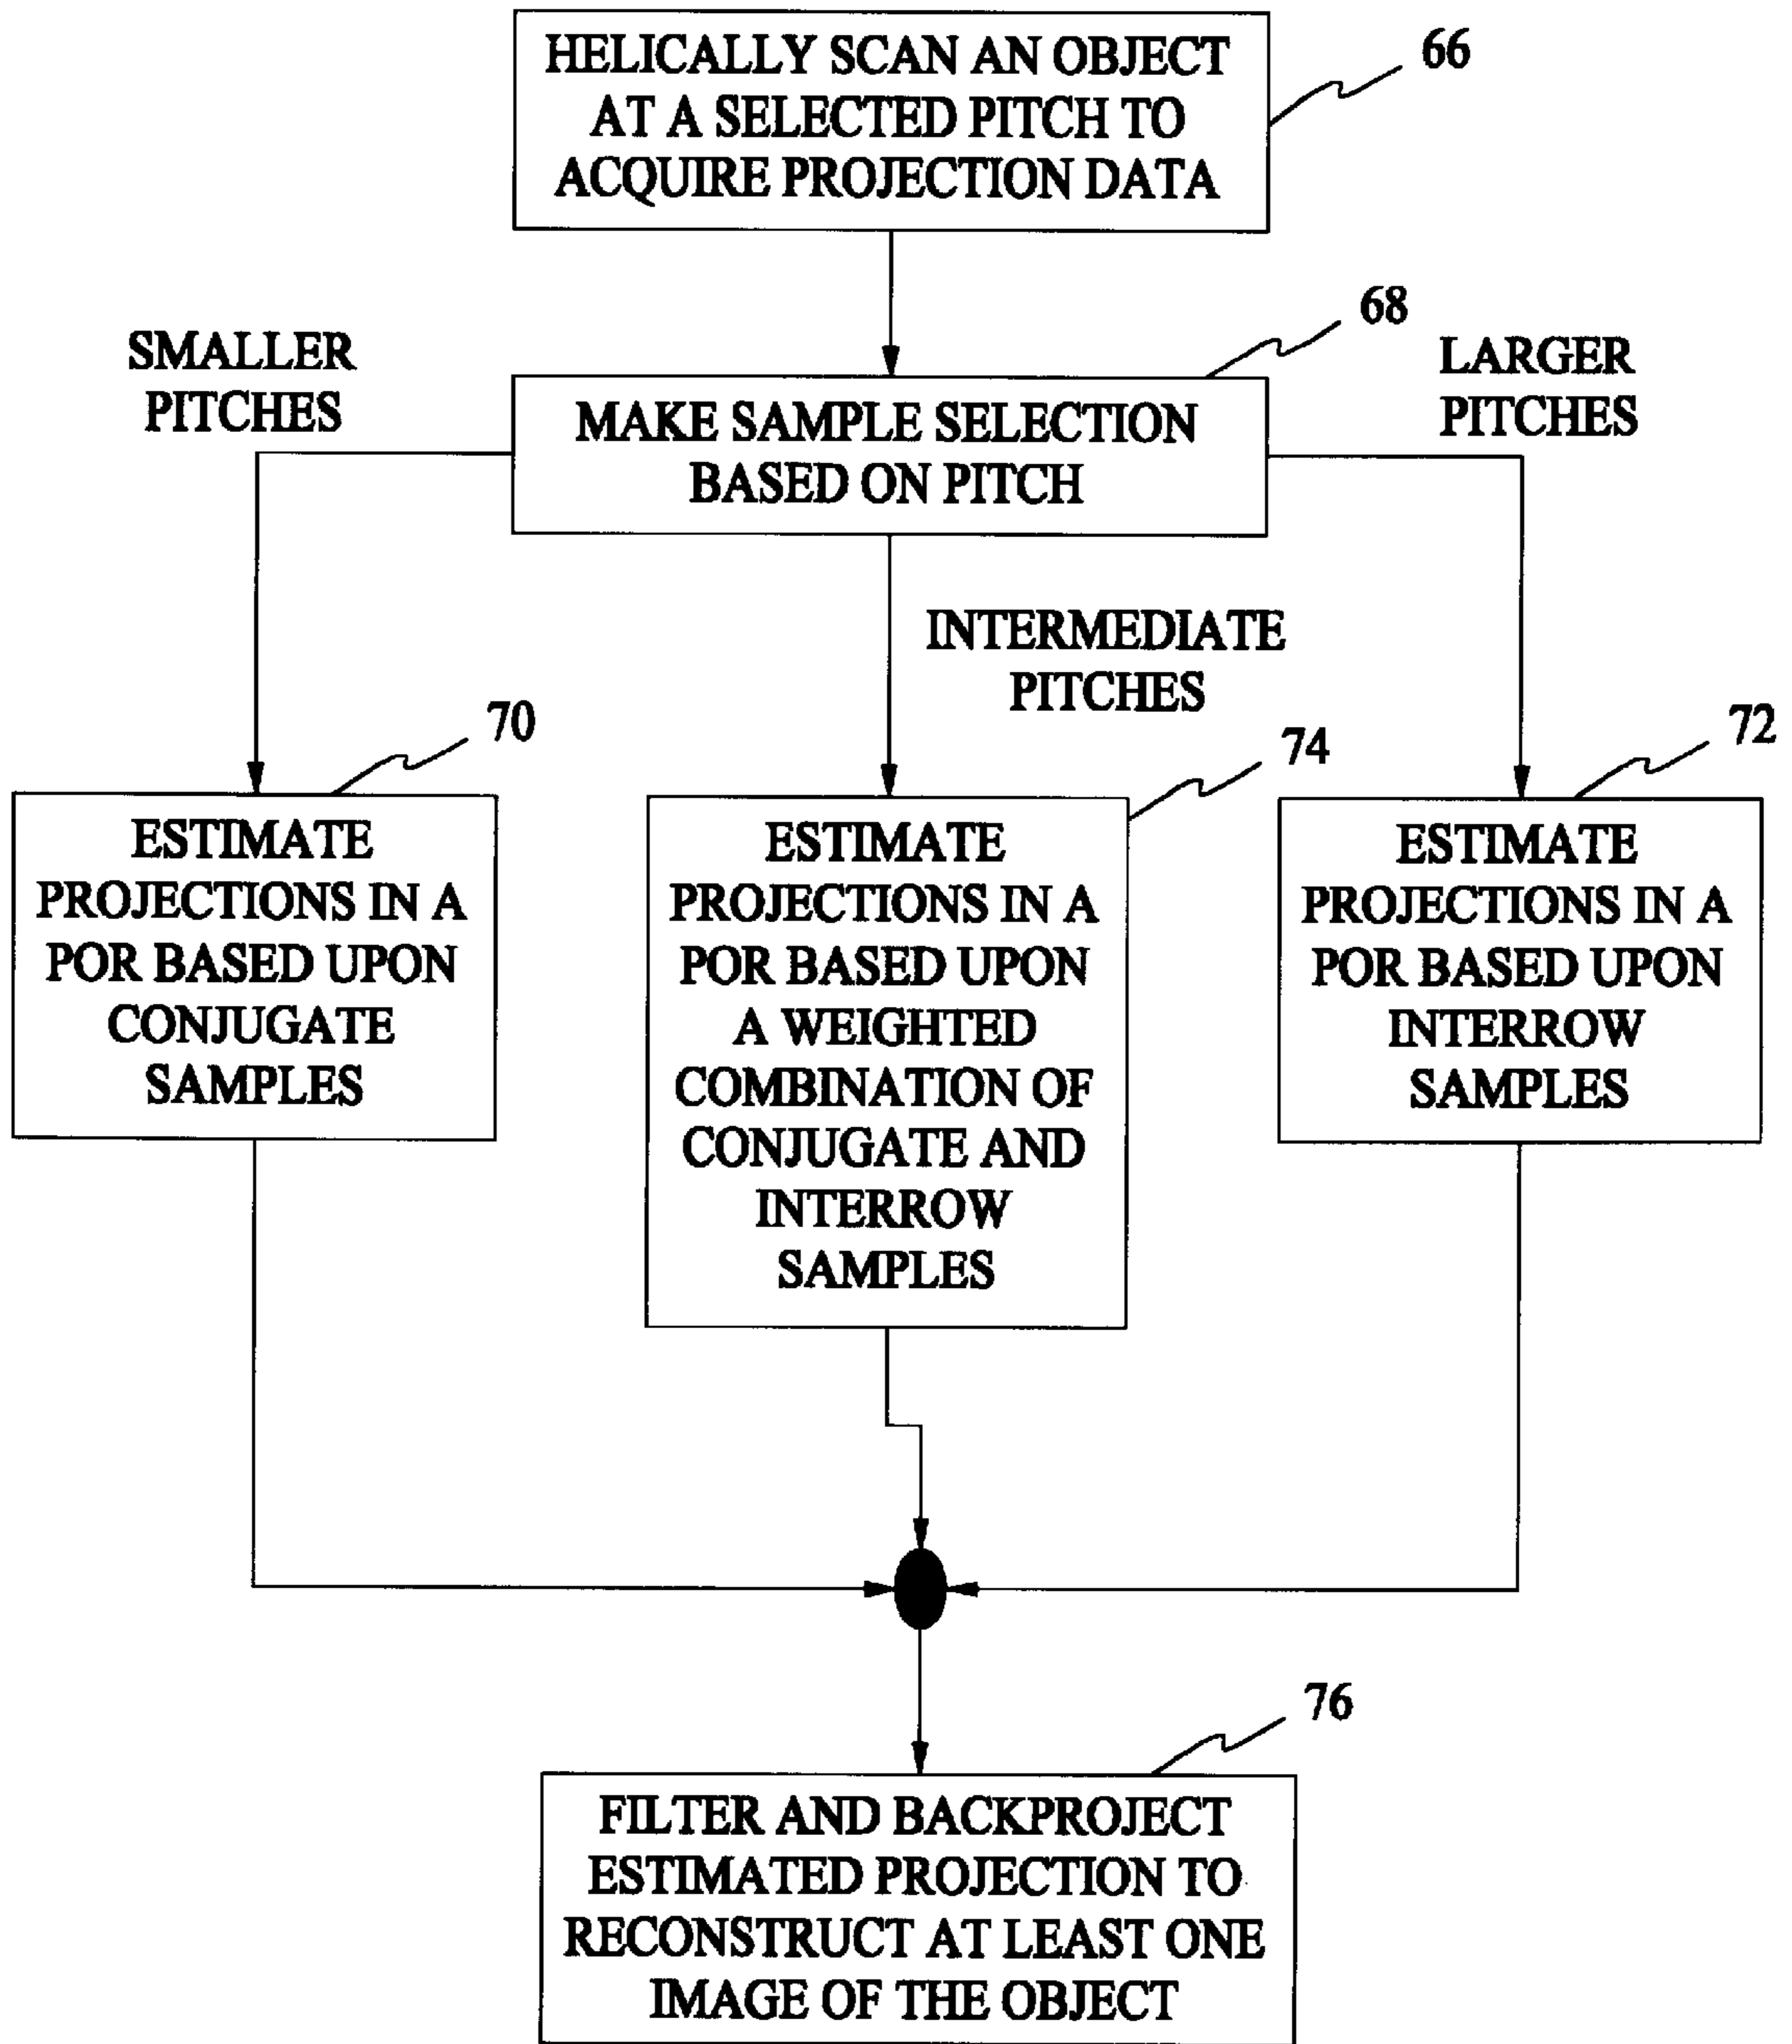 HELICALLY SCAN AN OBJECT
AT A SELECTED PITCH TO
ACQUIRE PROJECTION DATA
66
68
SMALLER
PITCHES
LARGER
PITCHES
MAKE SAMPLE SELECTION
BASED ON PITCH
INTERMEDIATE
PITCHES
70
74
72
ESTIMATE
PROJECTIONS IN A
POR BASED UPON
CONJUGATE
SAMPLES
ESTIMATE
PROJECTIONS IN A
POR BASED UPON
A WEIGHTED
COMBINATION OF
CONJUGATE AND
INTERROW
SAMPLES
ESTIMATE
PROJECTIONS IN A
POR BASED UPON
INTERROW
SAMPLES
76
FILTER AND BACKPROJECT
ESTIMATED PROJECTION TO
RECONSTRUCT AT LEAST ONE
IMAGE OF THE OBJECT